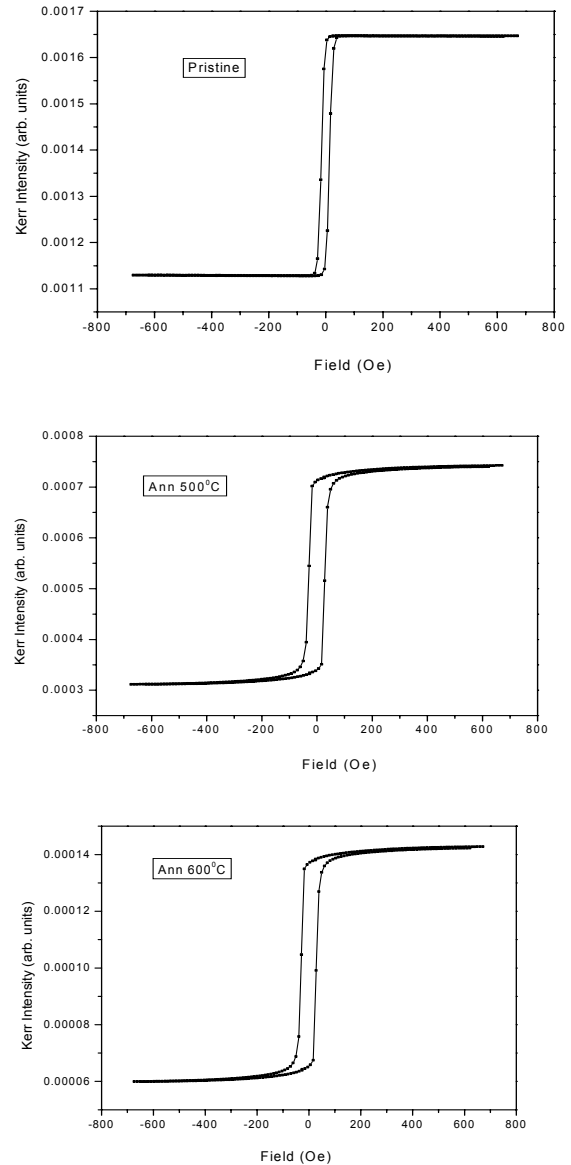 0.0017
Pristine
0.0016
0.0015
0.0014
0.0013
0.0012
0.0011
Kerr Intensity (arb. units)
-800 -600 -400 -200 0 200 400 600 800
Field (Oe)
0.0008
Ann 500⁰C
0.0007
0.0006
0.0005
0.0004
0.0003
Kerr Intensity (arb. units)
-800 -600 -400 -200 0 200 400 600 800
Field (Oe)
Ann 600⁰C
0.00014
0.00012
0.00010
0.00008
0.00006
Kerr Intensity (arb. units)
-800 -600 -400 -200 0 200 400 600 800
Field (Oe)